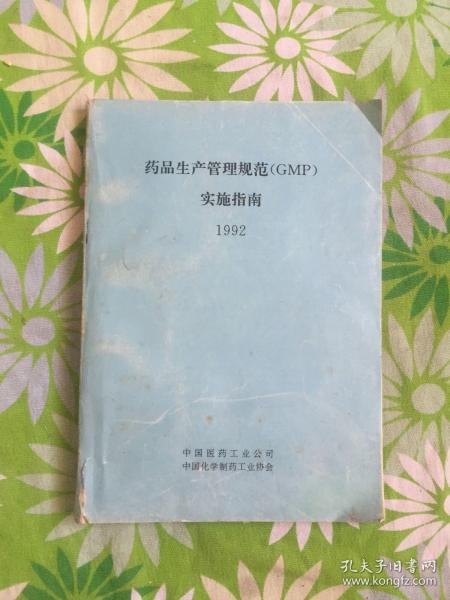 药品生产管理规范(GMP)
实施指南
1992
中国医药工业公司
中国化学制药工业协会
孔夫子旧书网
www.kongfz.com